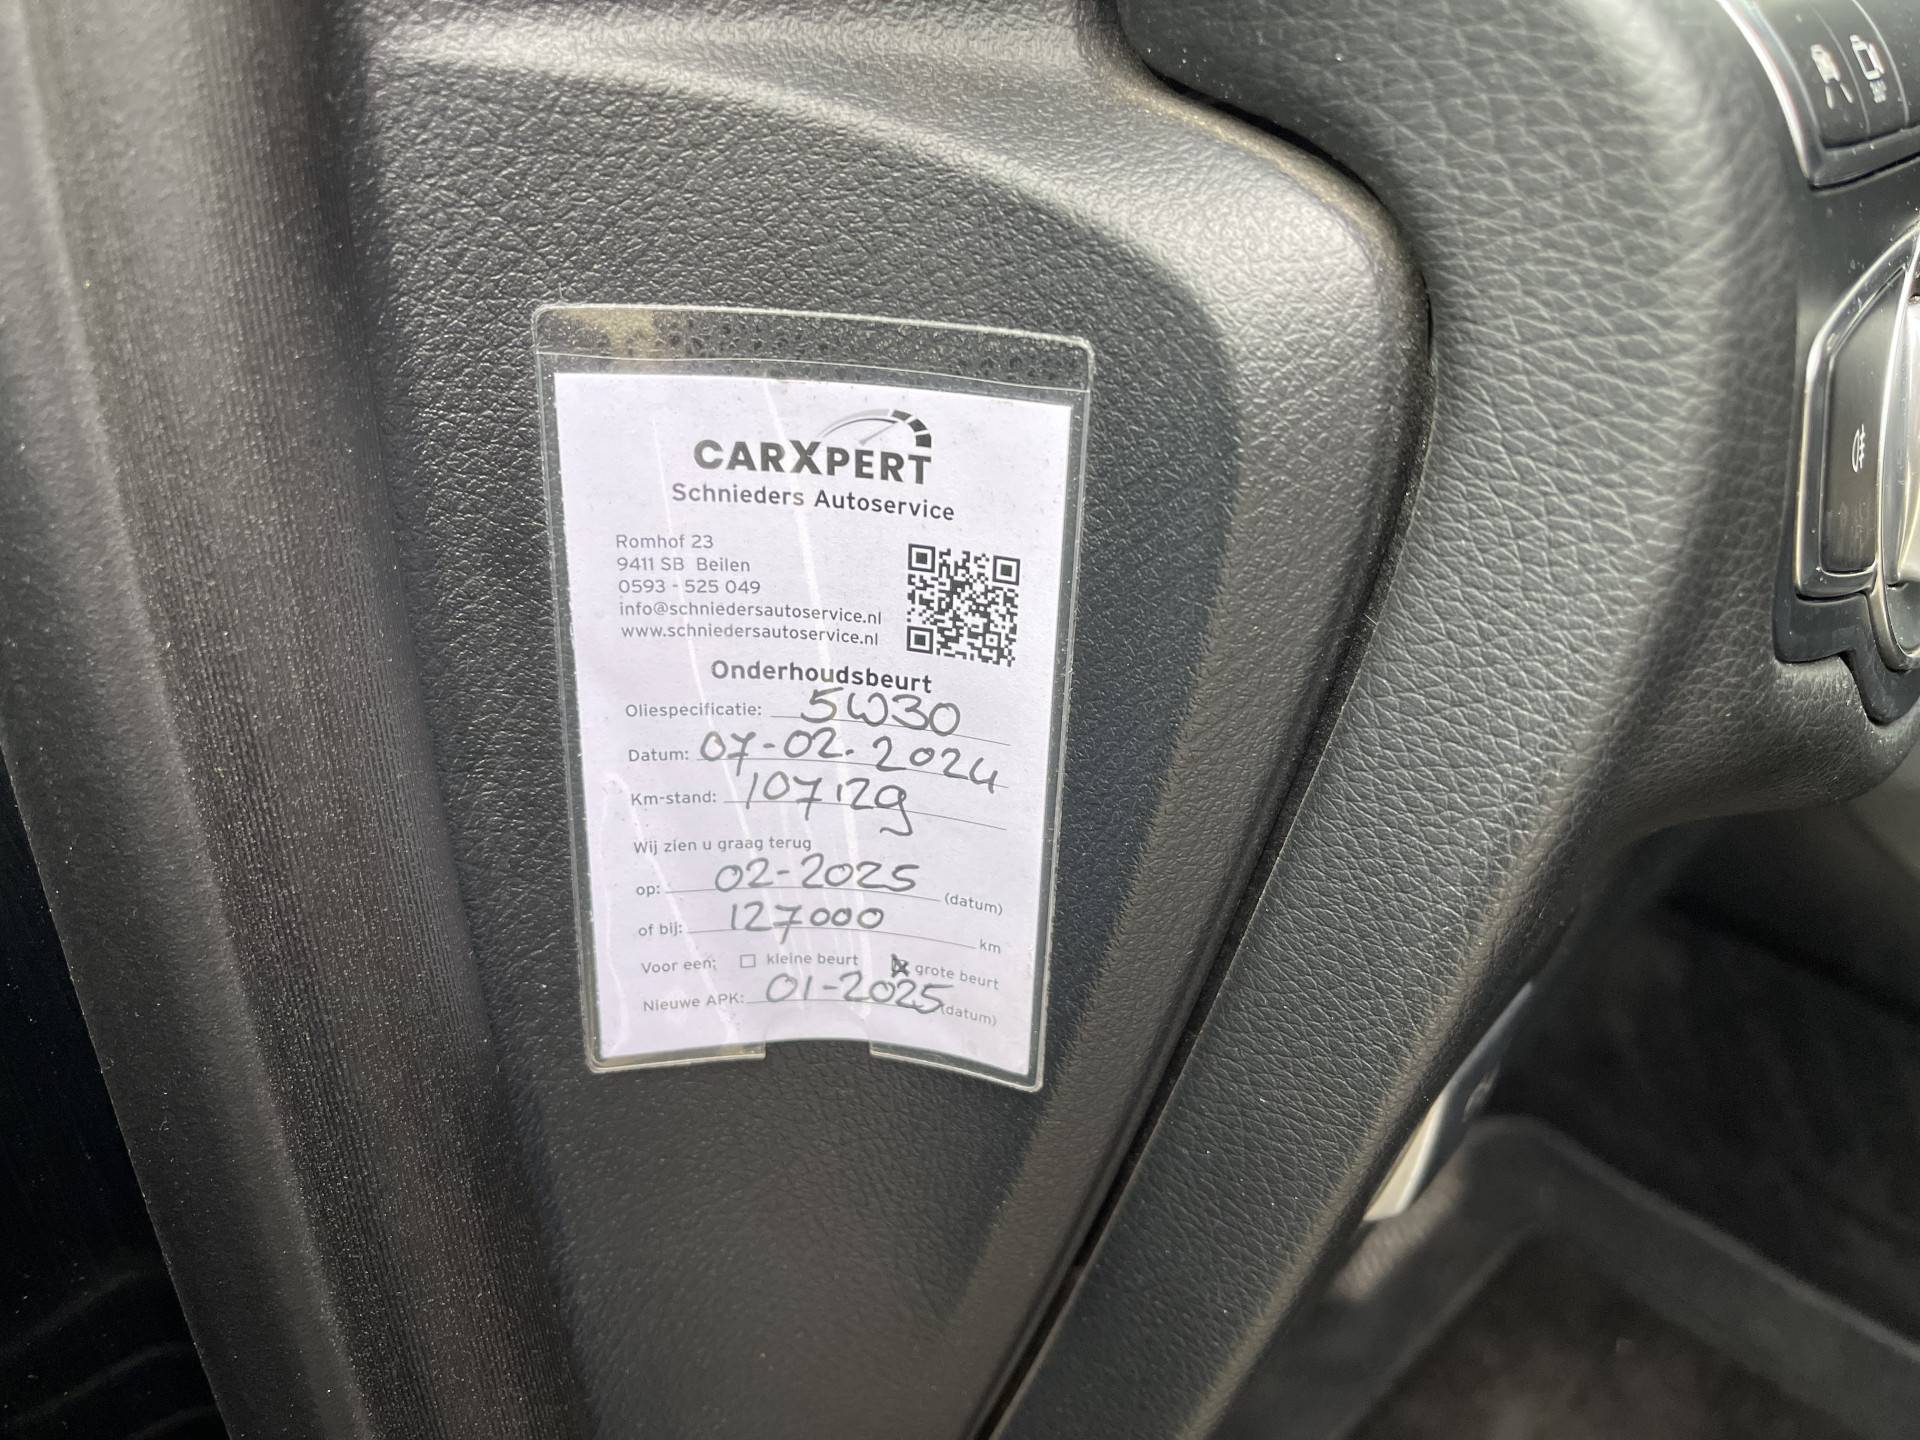 CARXPERT
Schnieders Autoservice
Romhof 23
9411 SB Beilen
0593 - 525 049
info@schniedersautoservice.nl
www.schniedersautoservice.nl
Onderhoudsbeurt
Oliespecificatie: 5W30
Datum: 07-02-2024
Km-stand: 107129
Wij zien u graag terug
op: 02-2025 (datum)
of bij: 127000 km
Voor een: ☐ kleine beurt ☒ grote beurt
Nieuwe APK: 01-2025 (datum)